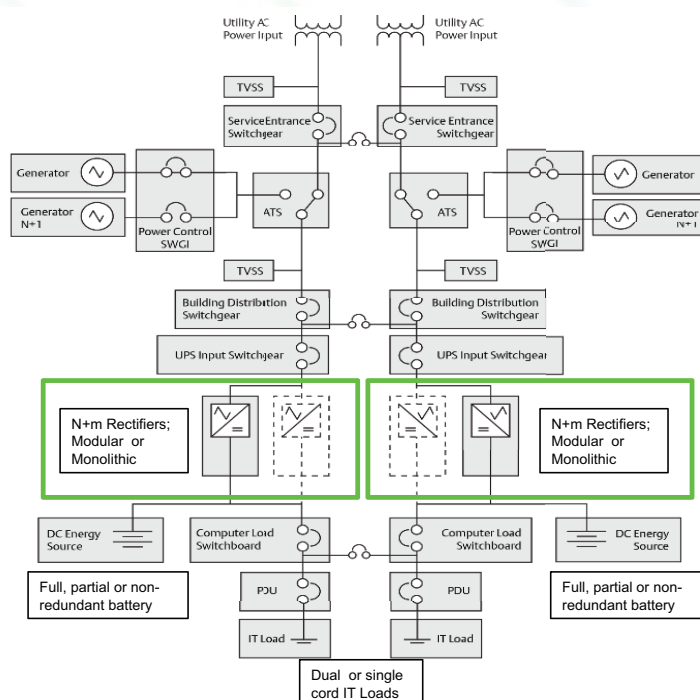 Utility AC
Power Input
Utility AC
Power Input
TVSS
TVSS
ServiceEntrance
Switchgear
Service Entrance
Switchgear
Generator
Generator
N+1
Power Control
SWGI
ATS
ATS
Power Control
SWGI
Generator
Generator
N+1
TVSS
TVSS
Building Distribution
Switchgear
Building Distribution
Switchgear
UPS Input Switchgear
UPS Input Switchgear
N+m Rectifiers;
Modular or
Monolithic
N+m Rectifiers;
Modular or
Monolithic
DC Energy
Source
Computer Load
Switchboard
Computer Load
Switchboard
DC Energy
Source
Full, partial or non-
redundant battery
Full, partial or non-
redundant battery
PDU
PDU
IT Load
IT Load
Dual or single
cord IT Loads